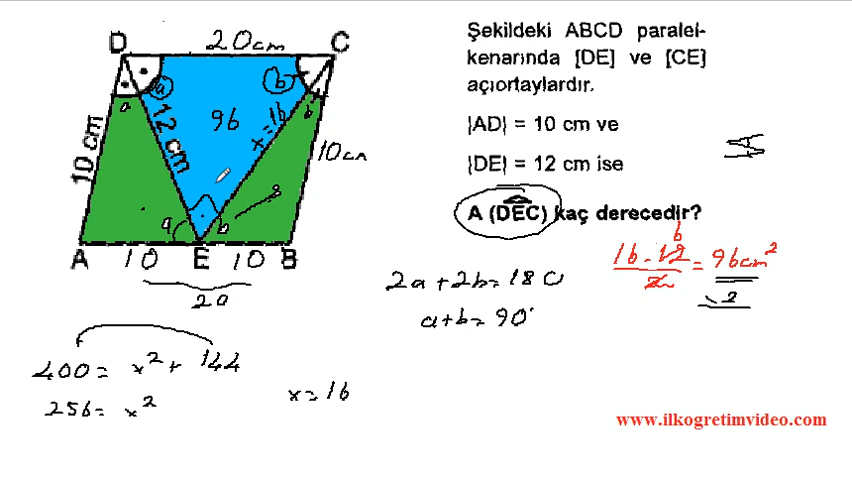 Şekildeki ABCD paralel-
kenarında [DE] ve [CE]
açıortaylardır.
|AD| = 10 cm ve
|DE| = 12 cm ise
A (DEC) kaç derecedir?
D 20cm C
a b
a b
96
x=16
12 cm
10 cm
10cm
a b
A 10 E 10 B
20
2a+2b=180
a+b=90°
16.12 6
2
=96cm²
400= x²+ 144
256= x²
x=16
www.ilkogretimvideo.com